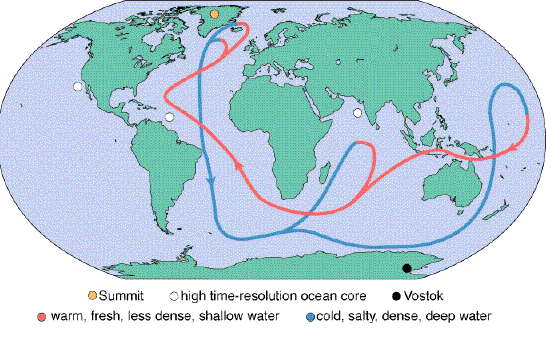 Summit high time-resolution ocean core Vostok
warm, fresh, less dense, shallow water cold, salty, dense, deep water